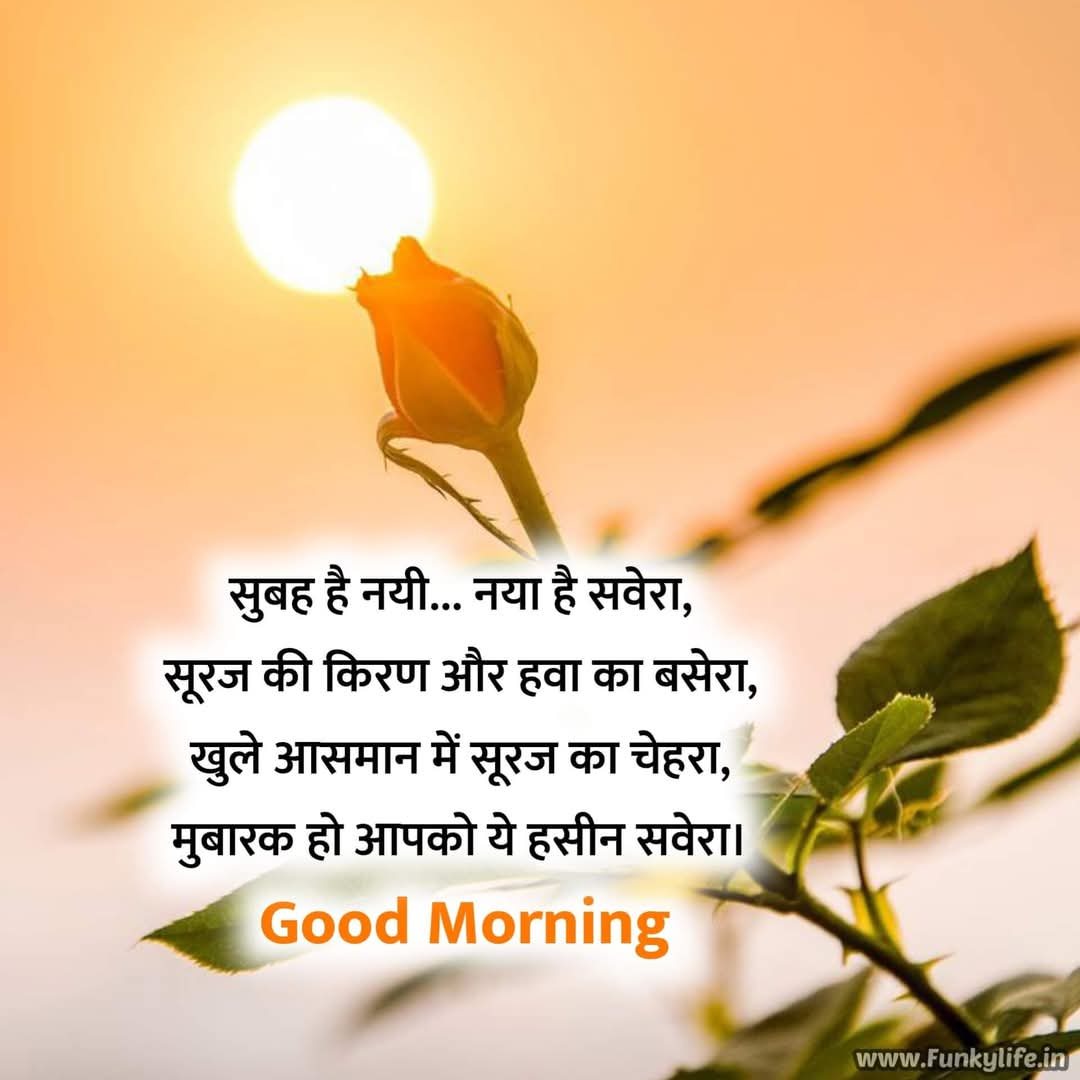 सुबह है नयी... नया है सवेरा,
सूरज की किरण और हवा का बसेरा,
खुले आसमान में सूरज का चेहरा,
मुबारक हो आपको ये हसीन सवेरा।
Good Morning
www.Funkylife.in